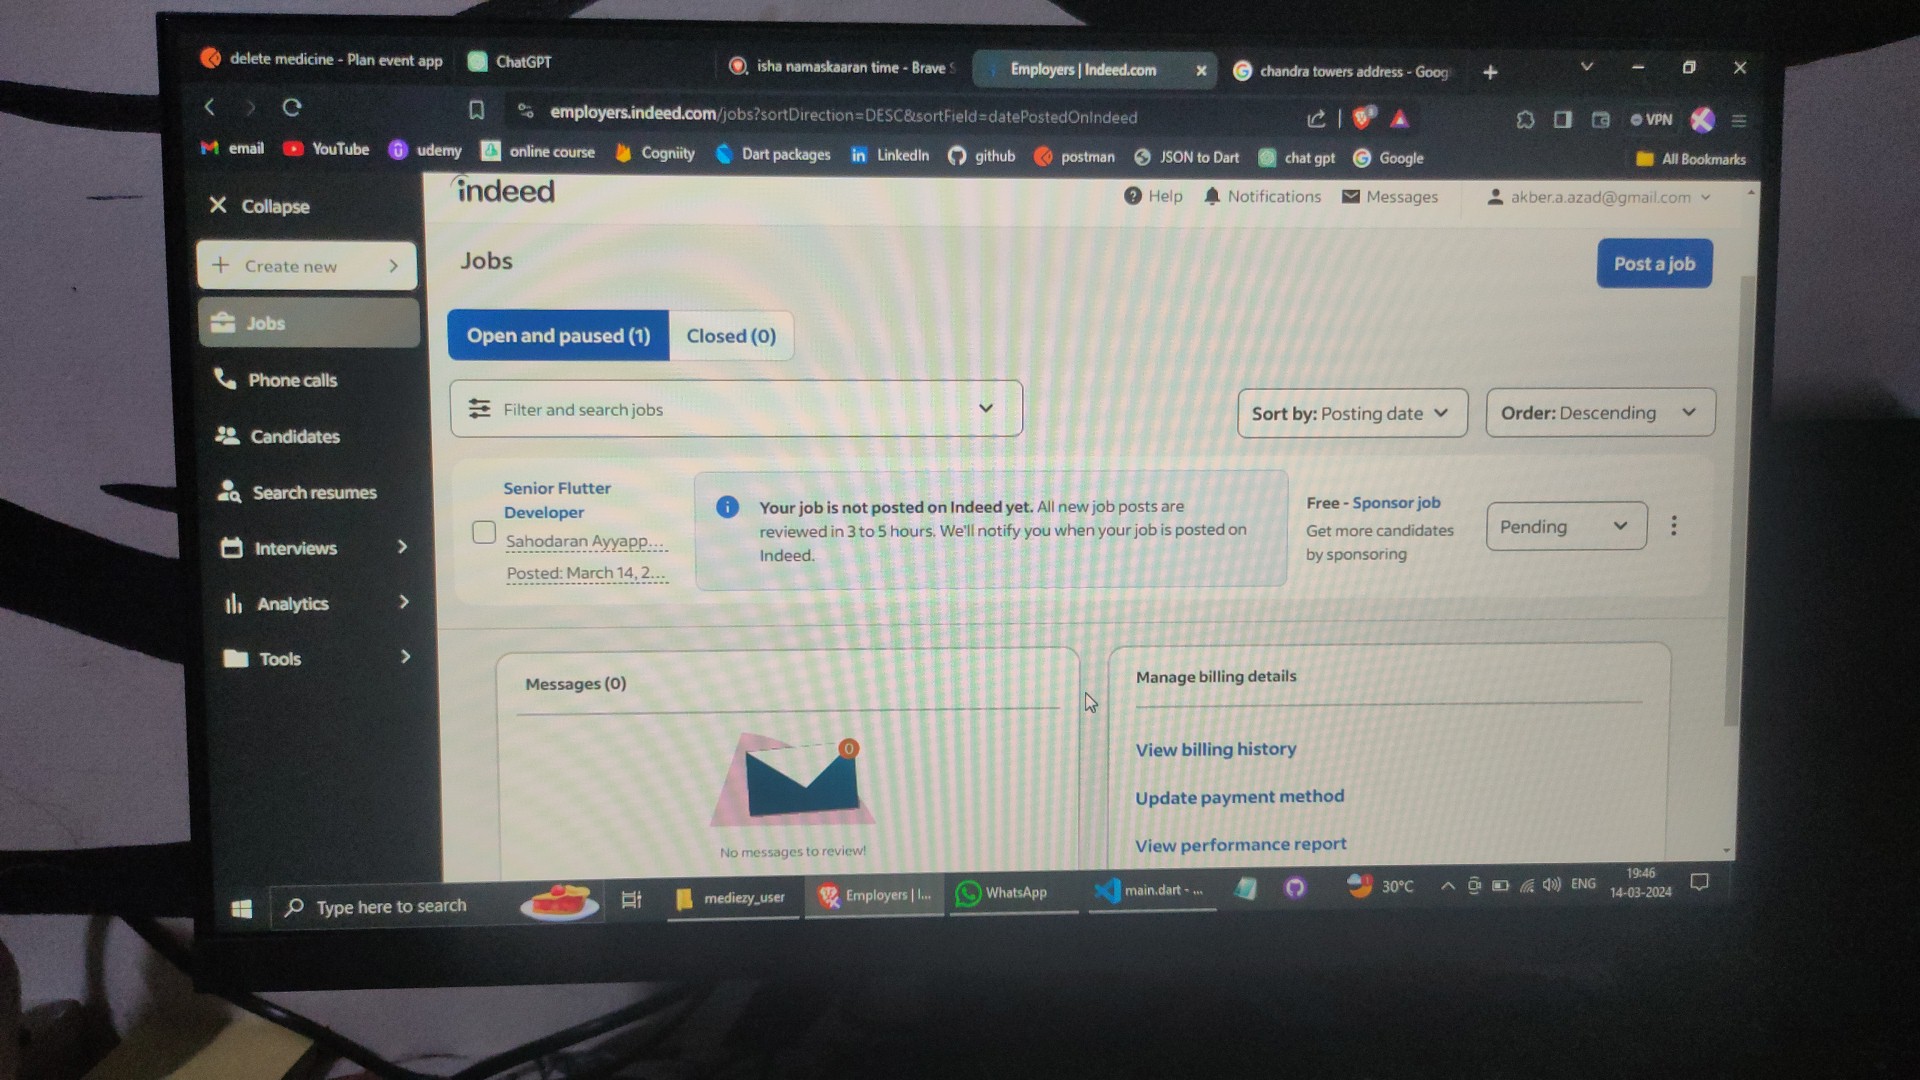 delete medicine - Plan event app
ChatGPT
isha namaskaaran time - Brave S
Employers | Indeed.com
chandra towers address - Goog
employers.indeed.com/jobs?sortDirection=DESC&sortField=datePostedOnIndeed
VPN
email
YouTube
udemy
online course
Cogniity
Dart packages
LinkedIn
github
postman
JSON to Dart
chat gpt
Google
All Bookmarks
Collapse
indeed
Help
Notifications
Messages
akber.a.azad@gmail.com
Create new
Jobs
Post a job
Jobs
Open and paused (1)
Closed (0)
Phone calls
Filter and search jobs
Sort by: Posting date
Order: Descending
Candidates
Search resumes
Interviews
Analytics
Tools
Senior Flutter
Developer
Sahodaran Ayyapp...
Posted: March 14, 2...
Your job is not posted on Indeed yet. All new job posts are
reviewed in 3 to 5 hours. We'll notify you when your job is posted on
Indeed.
Free - Sponsor job
Get more candidates
by sponsoring
Pending
Messages (0)
0
No messages to review!
Manage billing details
View billing history
Update payment method
View performance report
Type here to search
mediezy_user
Employers | I...
WhatsApp
main.dart - ...
30°C
ENG
19:46
14-03-2024